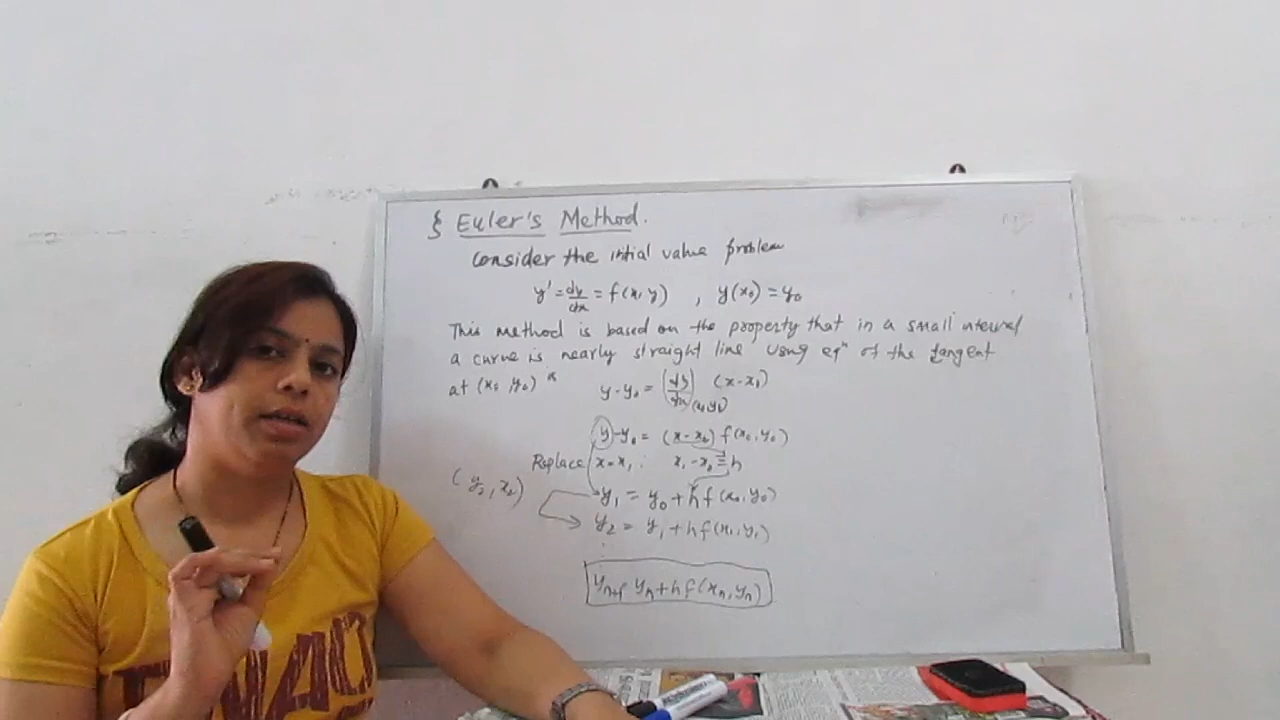 § Euler's Method.
Consider the initial value problem
y' = dy/dx = f(x, y) , y(x₀) = y₀
This method is based on the property that in a small interval
a curve is nearly straight line Using eqⁿ of the tangent
at (x₀ y₀) is
y - y₀ = (dy/dx)(x₀ y₀) (x - x₀)
y - y₀ = (x - x₀) f(x₀, y₀)
Replace x = x₁ : x₁ - x₀ = h
(y₂, x₂)
y₁ = y₀ + h f(x₀, y₀)
y₂ = y₁ + h f(x₁, y₁)
yₙ₊₁ = yₙ + h f(xₙ, yₙ)